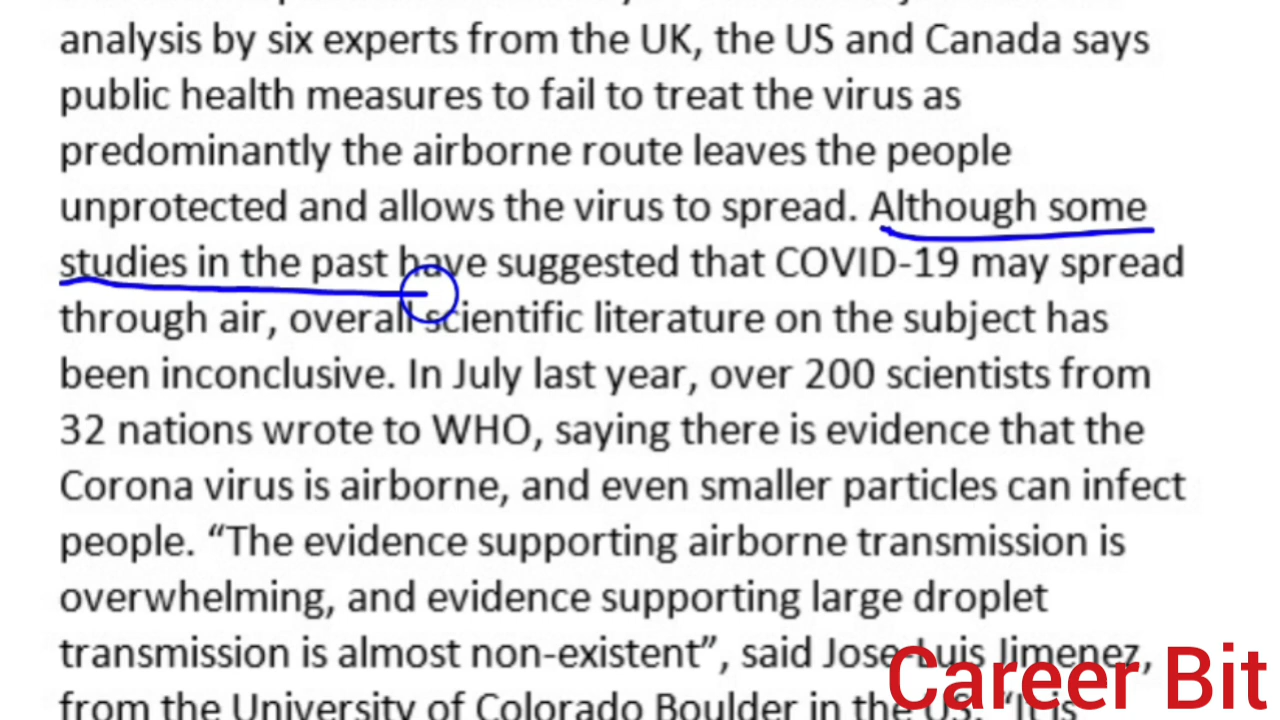 analysis by six experts from the UK, the US and Canada says
public health measures to fail to treat the virus as
predominantly the airborne route leaves the people
unprotected and allows the virus to spread. Although some
studies in the past have suggested that COVID-19 may spread
through air, overall scientific literature on the subject has
been inconclusive. In July last year, over 200 scientists from
32 nations wrote to WHO, saying there is evidence that the
Corona virus is airborne, and even smaller particles can infect
people. “The evidence supporting airborne transmission is
overwhelming, and evidence supporting large droplet
transmission is almost non-existent”, said Jose-Luis Jimenez,
from the University of Colorado Boulder in the US. “It is
Career Bit